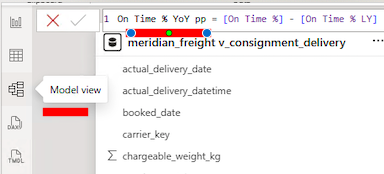 1 On Time % YoY pp = [On Time %] - [On Time % LY]
meridian_freight v_consignment_delivery ...
actual_delivery_date
Model view
actual_delivery_datetime
booked_date
carrier_key
DAX
Σ chargeable_weight_kg
TMDL